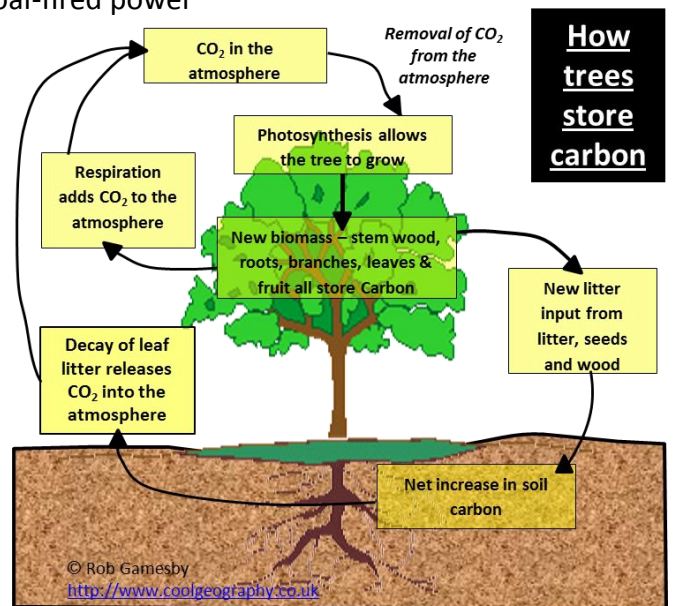 power
CO₂ in the
atmosphere
Removal of CO₂
from the
atmosphere
How
trees
store
carbon
Photosynthesis allows
the tree to grow
Respiration
adds CO₂ to the
atmosphere
New biomass – stem wood,
roots, branches, leaves &
fruit all store Carbon
New litter
input from
litter, seeds
and wood
Decay of leaf
litter releases
CO₂ into the
atmosphere
Net increase in soil
carbon
© Rob Gamesby
http://www.coolgeography.co.uk